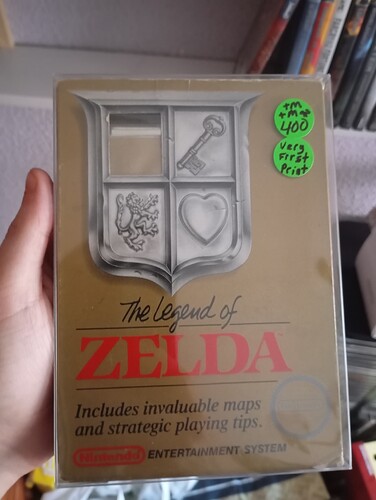 TM
TM
400
Very
First
Print
The Legend of
ZELDA
Includes invaluable maps
and strategic playing tips.
Nintendo ENTERTAINMENT SYSTEM